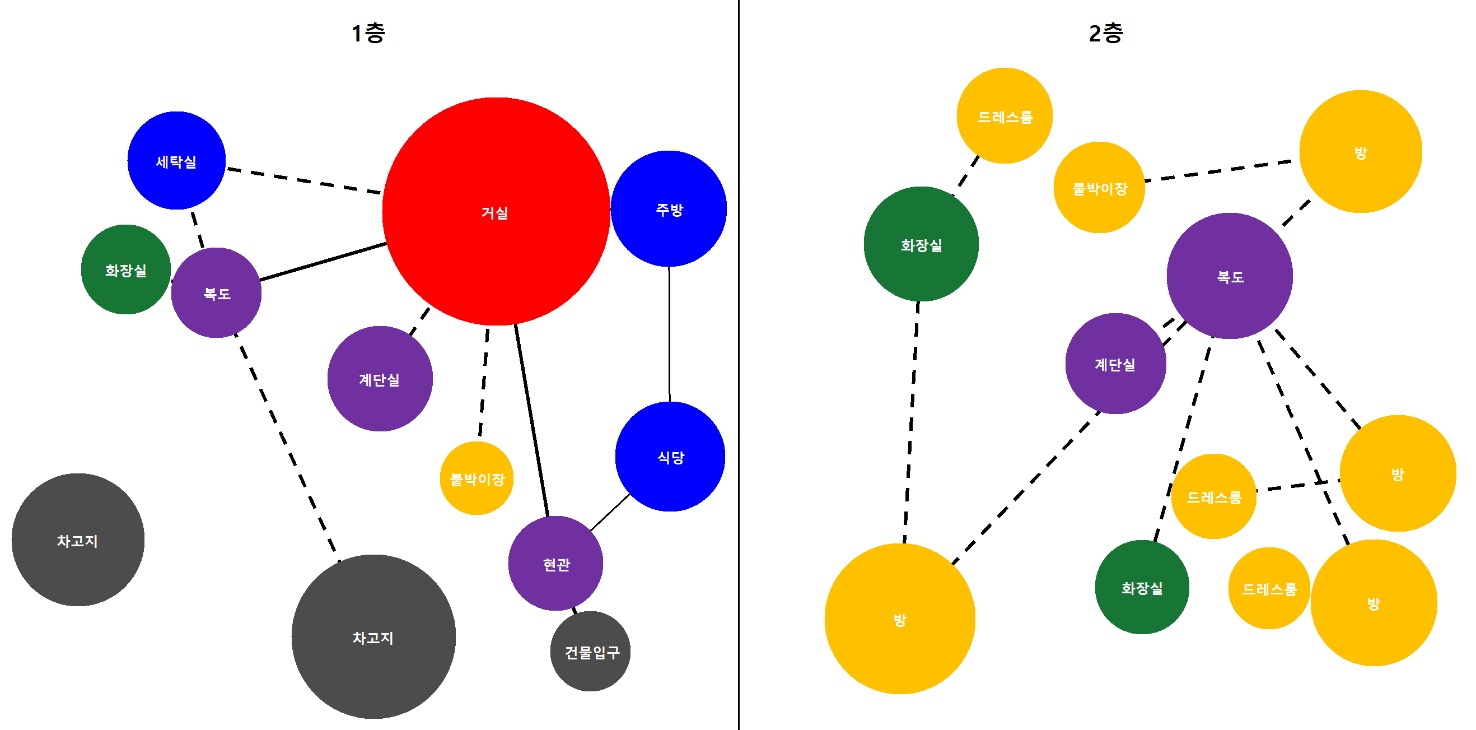 1층
세탁실
거실
주방
화장실
복도
계단실
식당
붙박이장
차고지
현관
차고지
건물입구
2층
드레스룸
방
붙박이장
화장실
복도
계단실
방
드레스룸
화장실
드레스룸
방
방